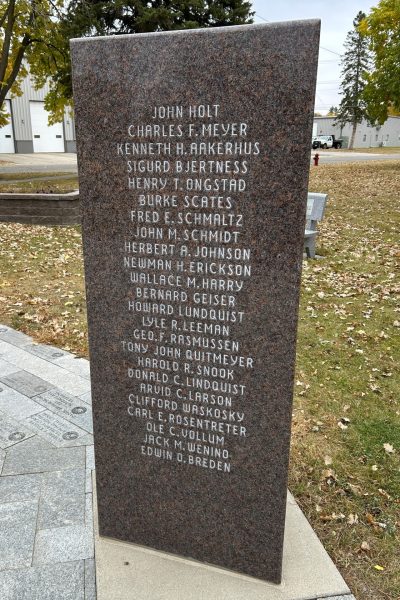 JOHN HOLT
CHARLES F. MEYER
KENNETH H. AAKERHUS
SIGURD BJERTNESS
HENRY T. ONGSTAD
BURKE SCATES
FRED E. SCHMALTZ
JOHN M. SCHMIDT
HERBERT A. JOHNSON
NEWMAN H. ERICKSON
WALLACE M. HARRY
BERNARD GEISER
HOWARD LUNDQUIST
LYLE R. LEEMAN
GEO. F. RASMUSSEN
TONY JOHN QUITMEYER
HAROLD R. SNOOK
DONALD C. LINDQUIST
ARVID C. LARSON
CLIFFORD WASKOSKY
CARL E. ROSENTRETER
OLE C. VOLLUM
JACK M. WENINO
EDWIN O. BREDEN